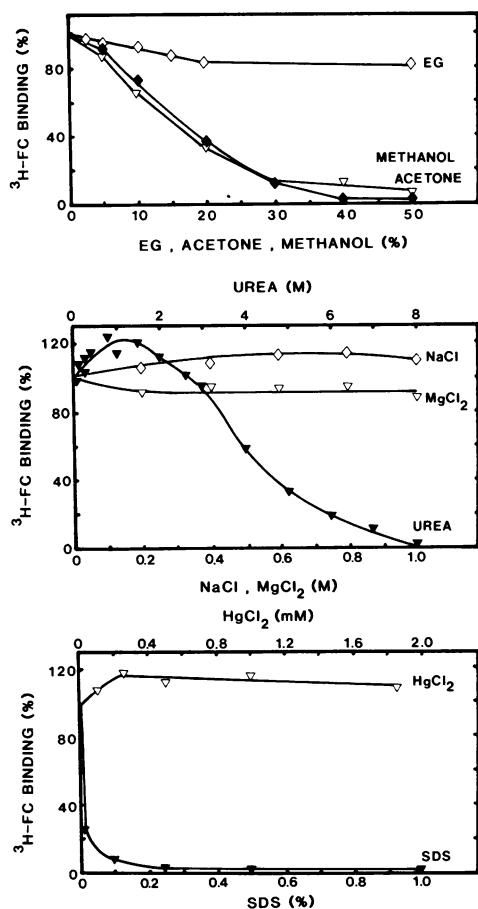 ³H-FC BINDING (%)
80
40
0
EG
METHANOL
ACETONE
0 10 20 30 40 50
EG , ACETONE , METHANOL (%)
UREA (M)
0 2 4 6 8
³H-FC BINDING (%)
120
80
40
0
NaCl
MgCl₂
UREA
0 0.2 0.4 0.6 0.8 1.0
NaCl , MgCl₂ (M)
HgCl₂ (mM)
0 0.4 0.8 1.2 1.6 2.0
³H-FC BINDING (%)
120
80
40
0
HgCl₂
SDS
0 0.2 0.4 0.6 0.8 1.0
SDS (%)